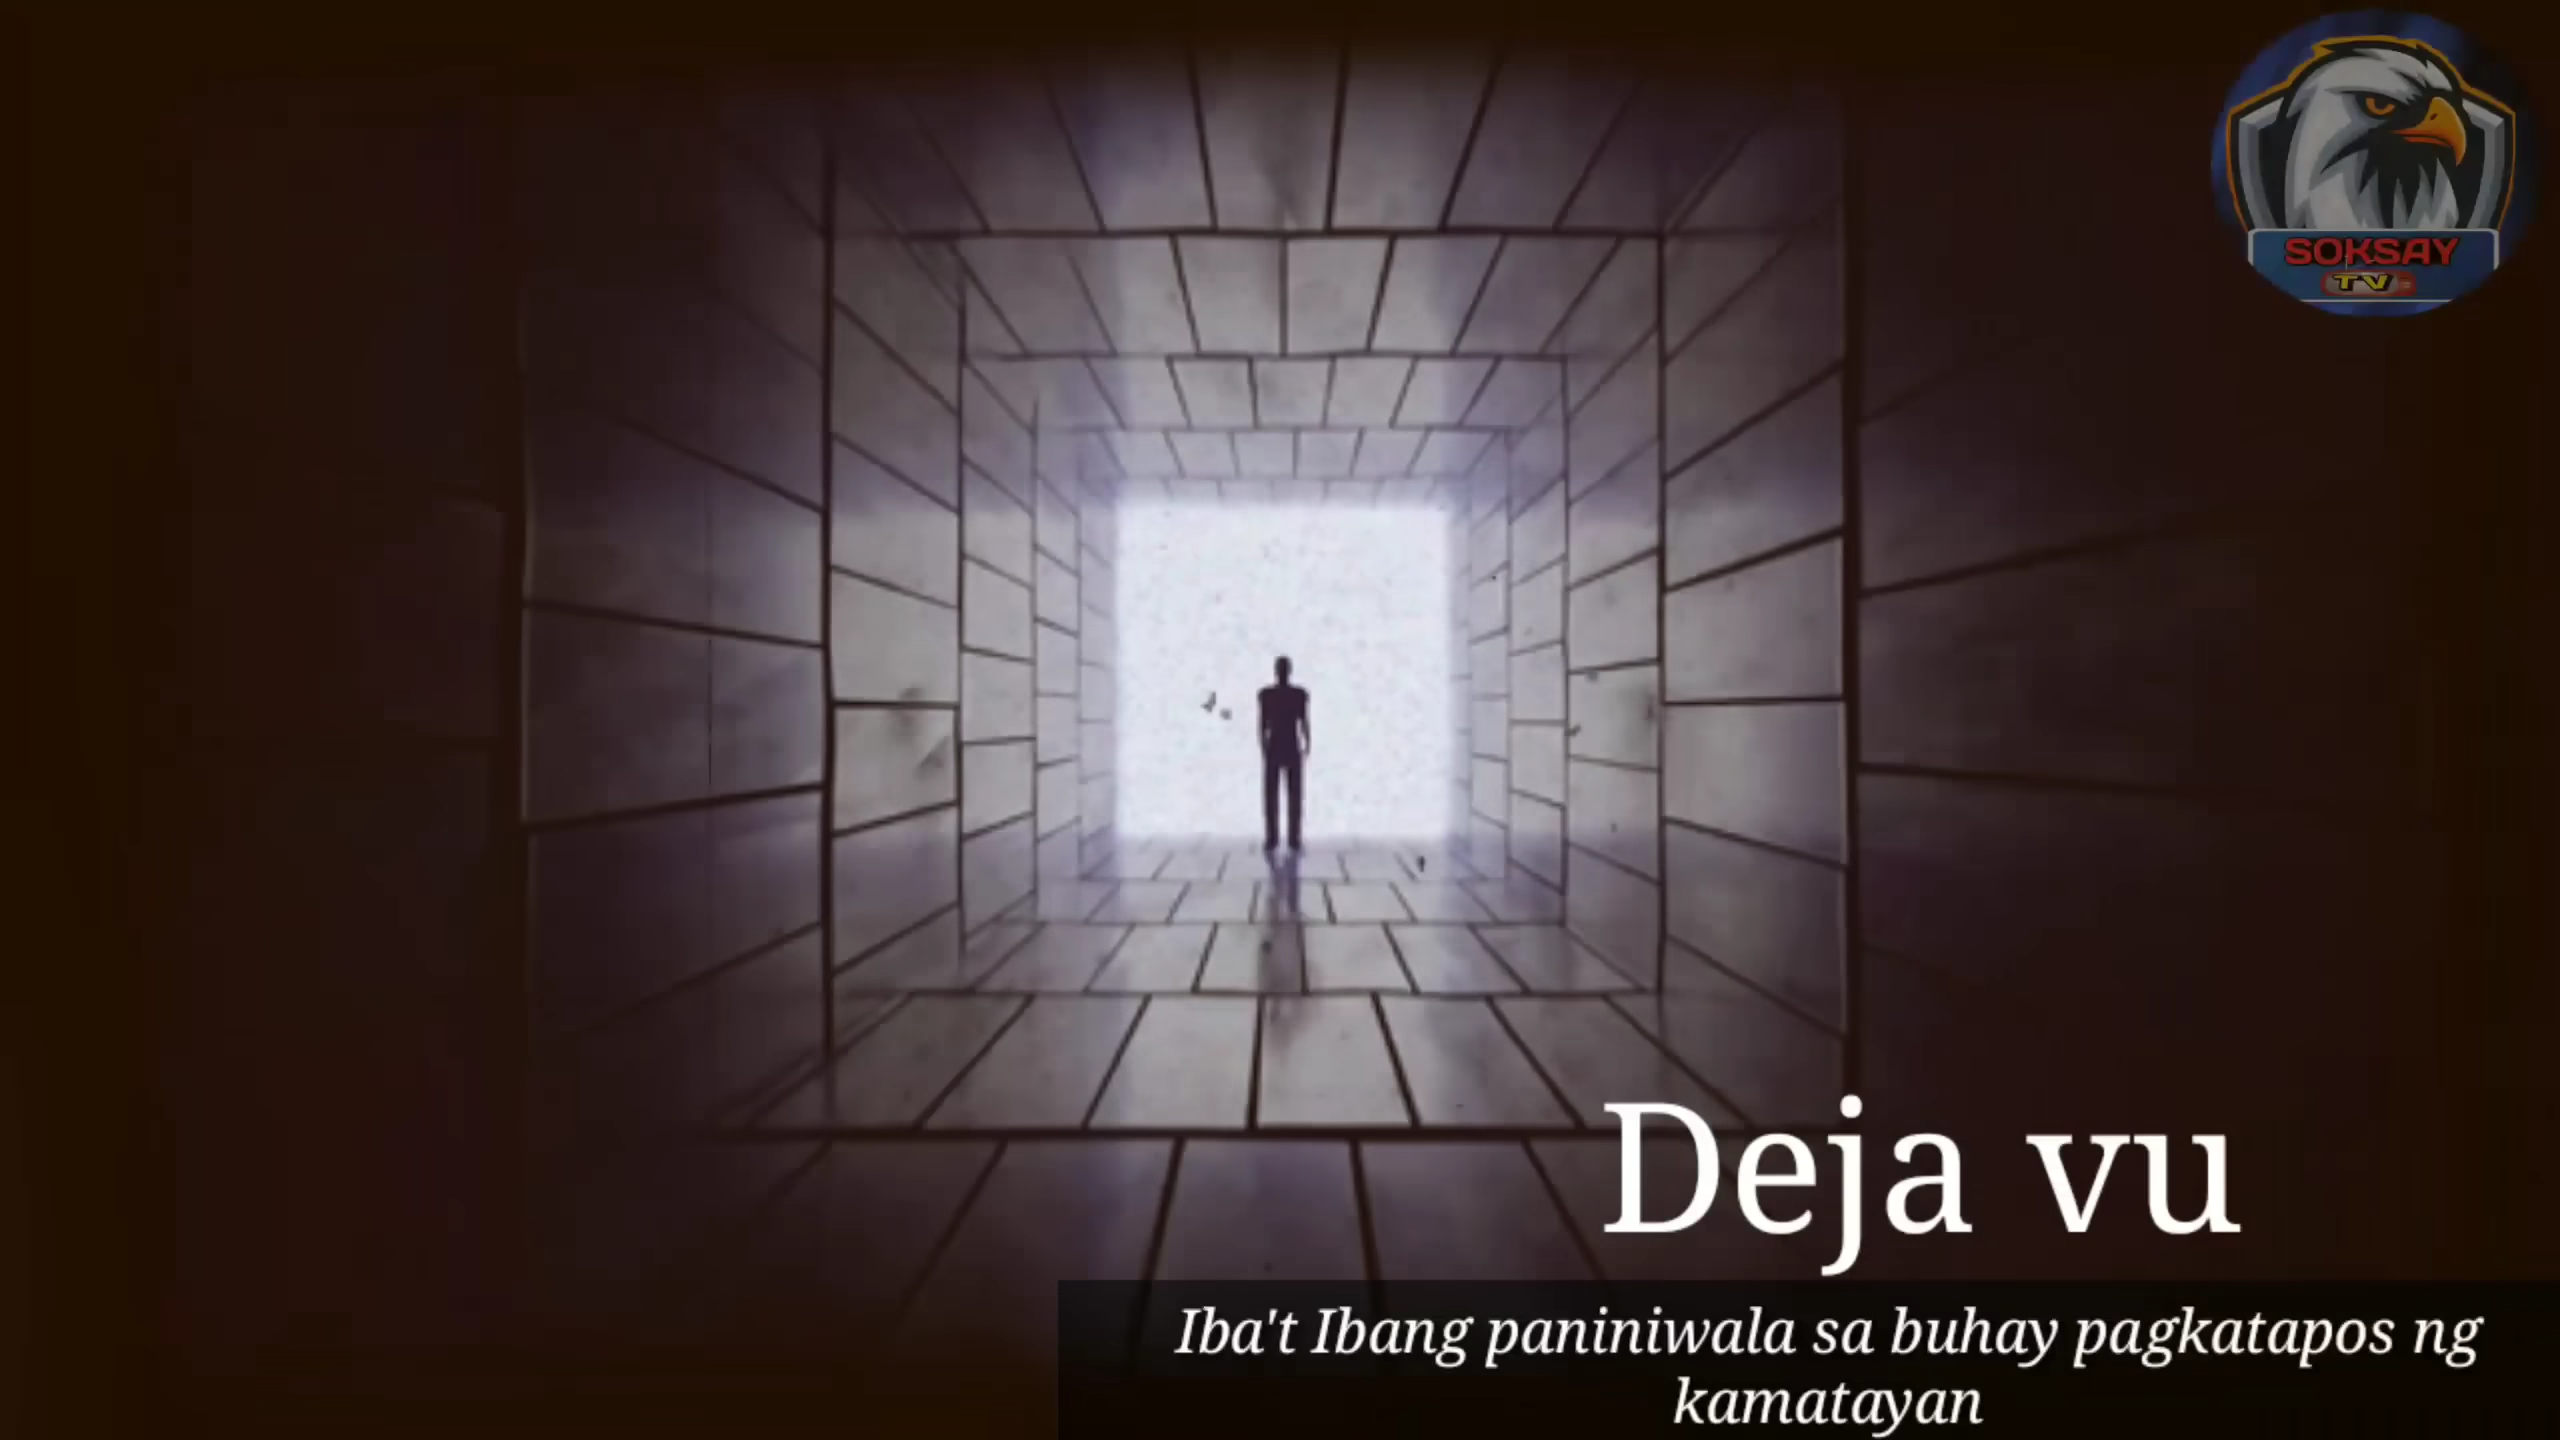 SOKSAY
TV
Deja vu
Iba't Ibang paniniwala sa buhay pagkatapos ng
kamatayan